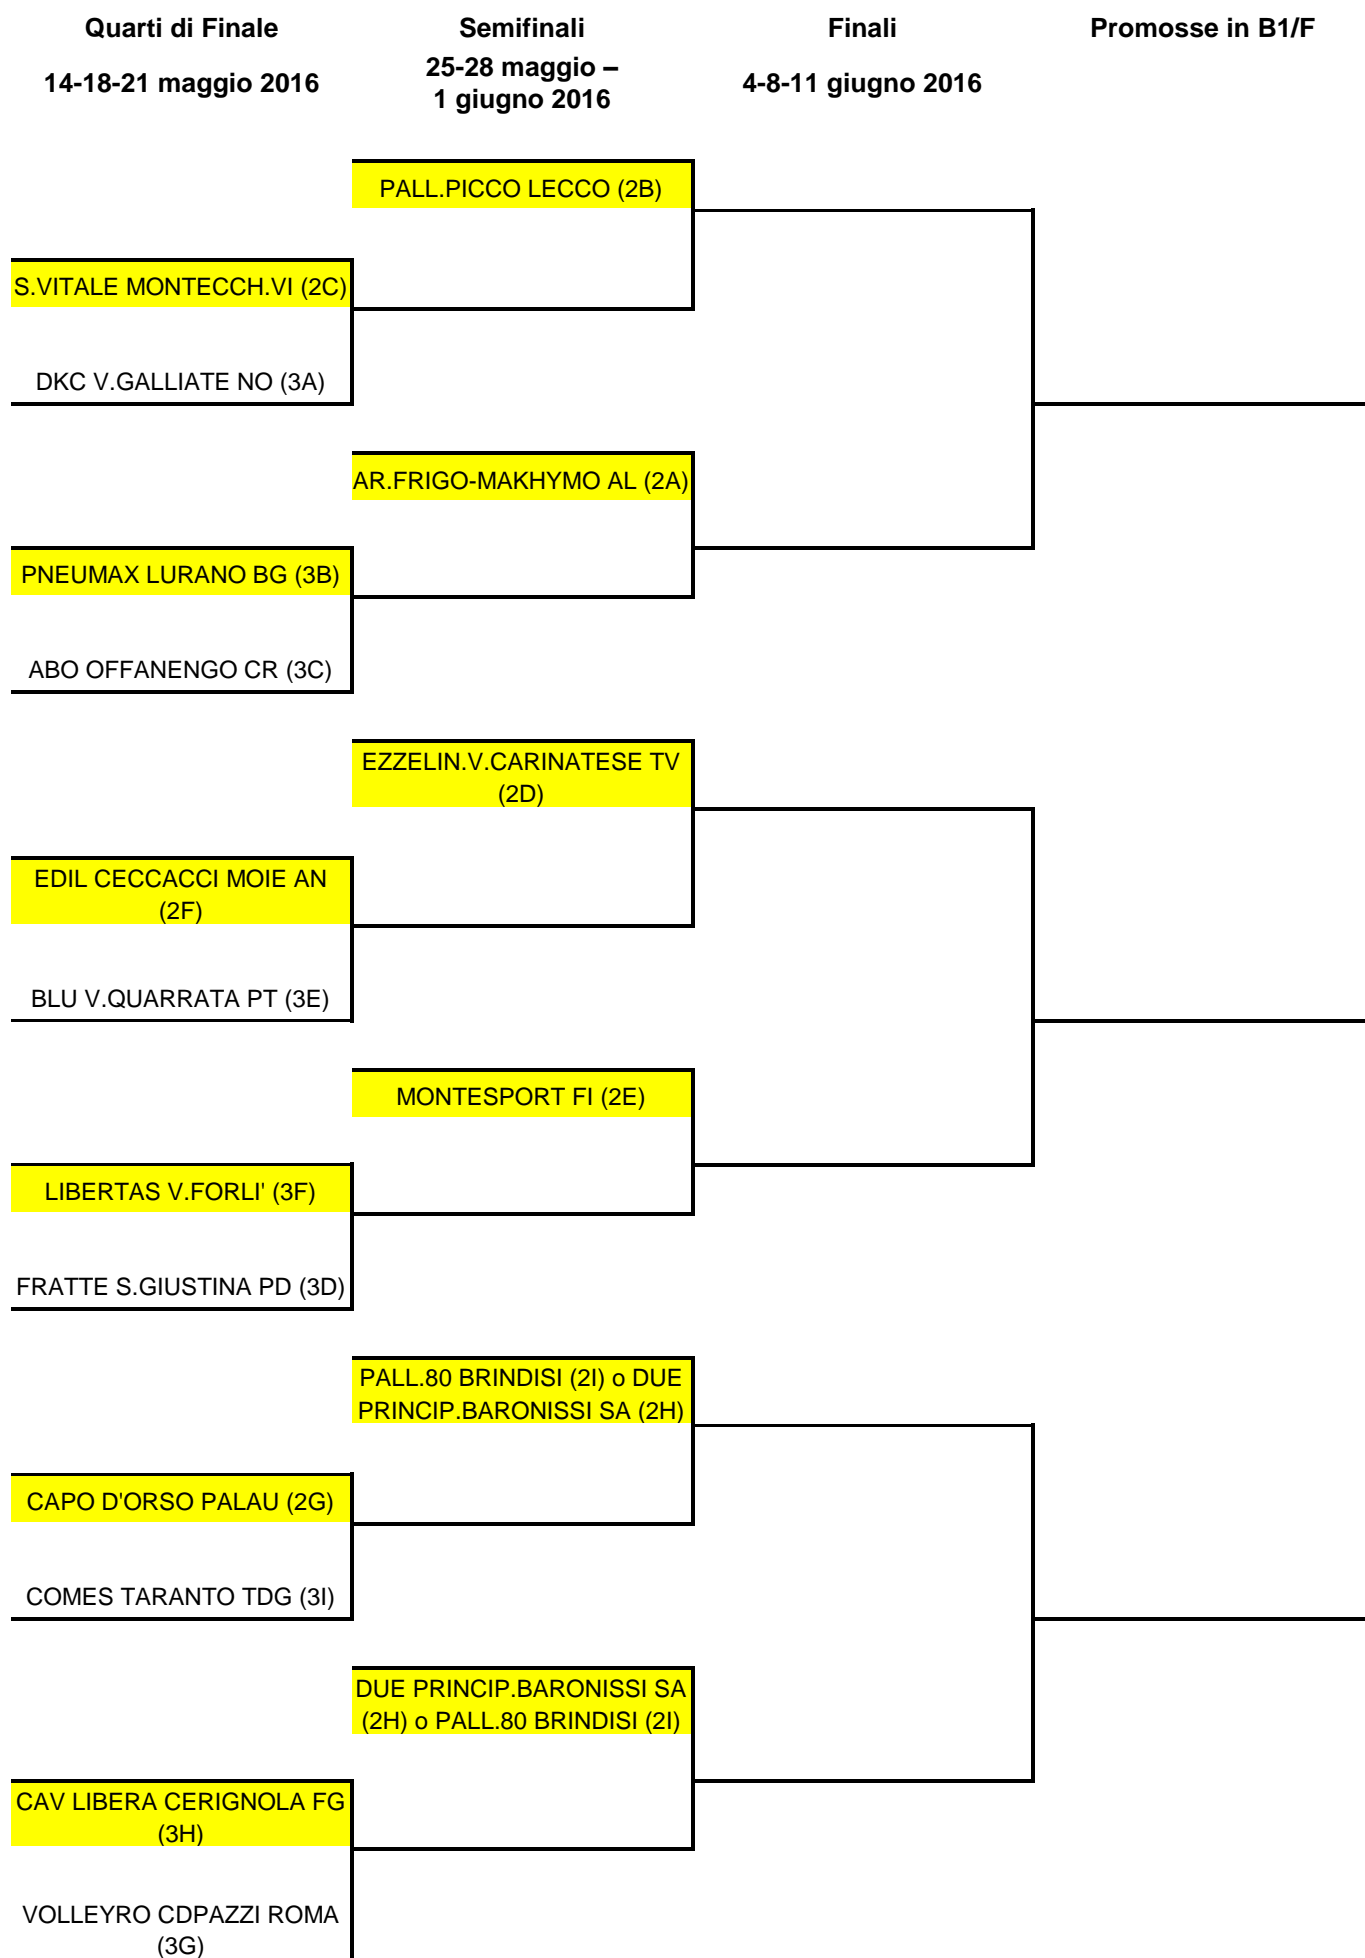 Quarti di Finale
Semifinali
Finali
Promosse in B1/F
14-18-21 maggio 2016
25-28 maggio –
1 giugno 2016
4-8-11 giugno 2016
PALL.PICCO LECCO (2B)
S.VITALE MONTECCH.VI (2C)
DKC V.GALLIATE NO (3A)
AR.FRIGO-MAKHYMO AL (2A)
PNEUMAX LURANO BG (3B)
ABO OFFANENGO CR (3C)
EZZELIN.V.CARINATESE TV
(2D)
EDIL CECCACCI MOIE AN
(2F)
BLU V.QUARRATA PT (3E)
MONTESPORT FI (2E)
LIBERTAS V.FORLI' (3F)
FRATTE S.GIUSTINA PD (3D)
PALL.80 BRINDISI (2I) o DUE
PRINCIP.BARONISSI SA (2H)
CAPO D'ORSO PALAU (2G)
COMES TARANTO TDG (3I)
DUE PRINCIP.BARONISSI SA
(2H) o PALL.80 BRINDISI (2I)
CAV LIBERA CERIGNOLA FG
(3H)
VOLLEYRO CDPAZZI ROMA
(3G)